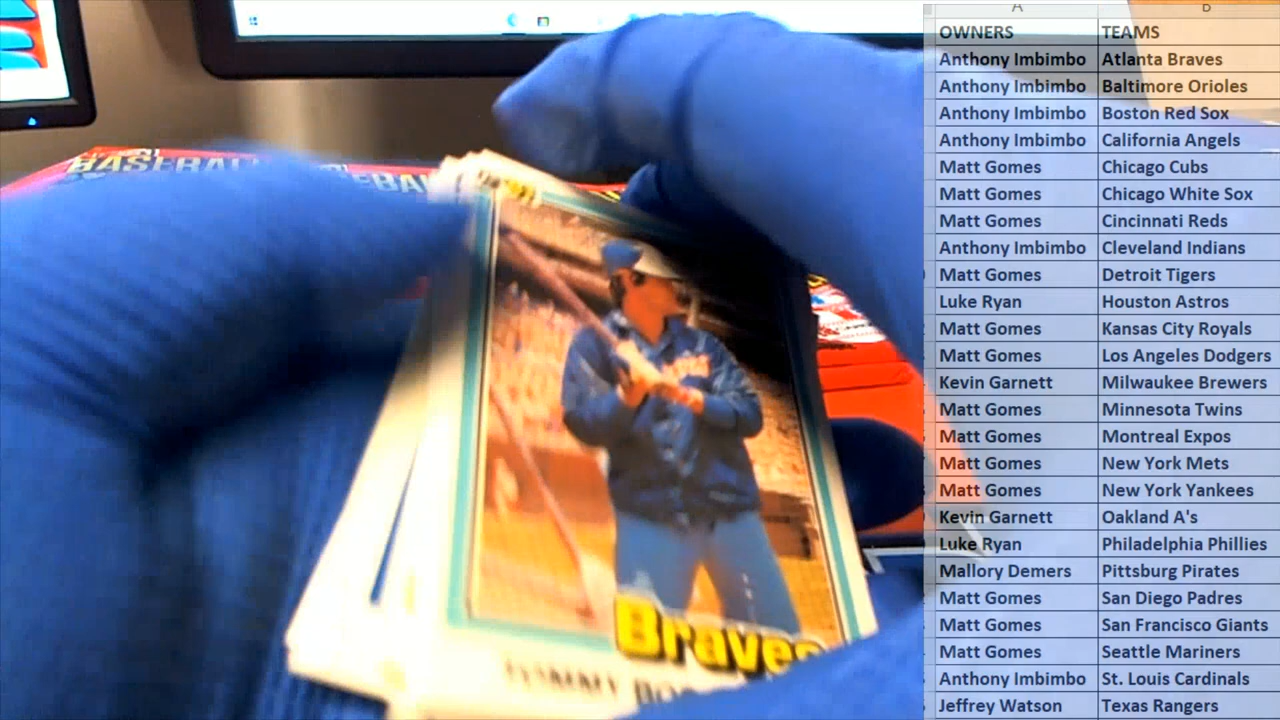 A B
OWNERS TEAMS
Anthony Imbimbo Atlanta Braves
Anthony Imbimbo Baltimore Orioles
Anthony Imbimbo Boston Red Sox
Anthony Imbimbo California Angels
Matt Gomes Chicago Cubs
Matt Gomes Chicago White Sox
Matt Gomes Cincinnati Reds
Anthony Imbimbo Cleveland Indians
Matt Gomes Detroit Tigers
Luke Ryan Houston Astros
Matt Gomes Kansas City Royals
Matt Gomes Los Angeles Dodgers
Kevin Garnett Milwaukee Brewers
Matt Gomes Minnesota Twins
Matt Gomes Montreal Expos
Matt Gomes New York Mets
Matt Gomes New York Yankees
Kevin Garnett Oakland A's
Luke Ryan Philadelphia Phillies
Mallory Demers Pittsburg Pirates
Matt Gomes San Diego Padres
Matt Gomes San Francisco Giants
Matt Gomes Seattle Mariners
Anthony Imbimbo St. Louis Cardinals
Jeffrey Watson Texas Rangers
BASEBALL
Braves
TOMMY